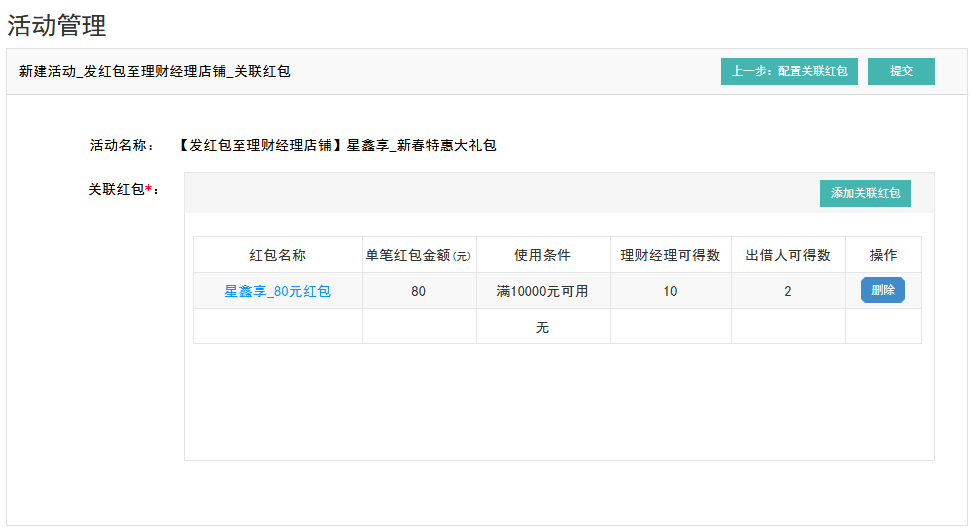 活动管理
新建活动_发红包至理财经理店铺_关联红包 上一步：配置关联红包 提交
活动名称： 【发红包至理财经理店铺】星鑫享_新春特惠大礼包
关联红包*： 添加关联红包
红包名称 单笔红包金额(元) 使用条件 理财经理可得数 出借人可得数 操作
星鑫享_80元红包 80 满10000元可用 10 2 删除
无